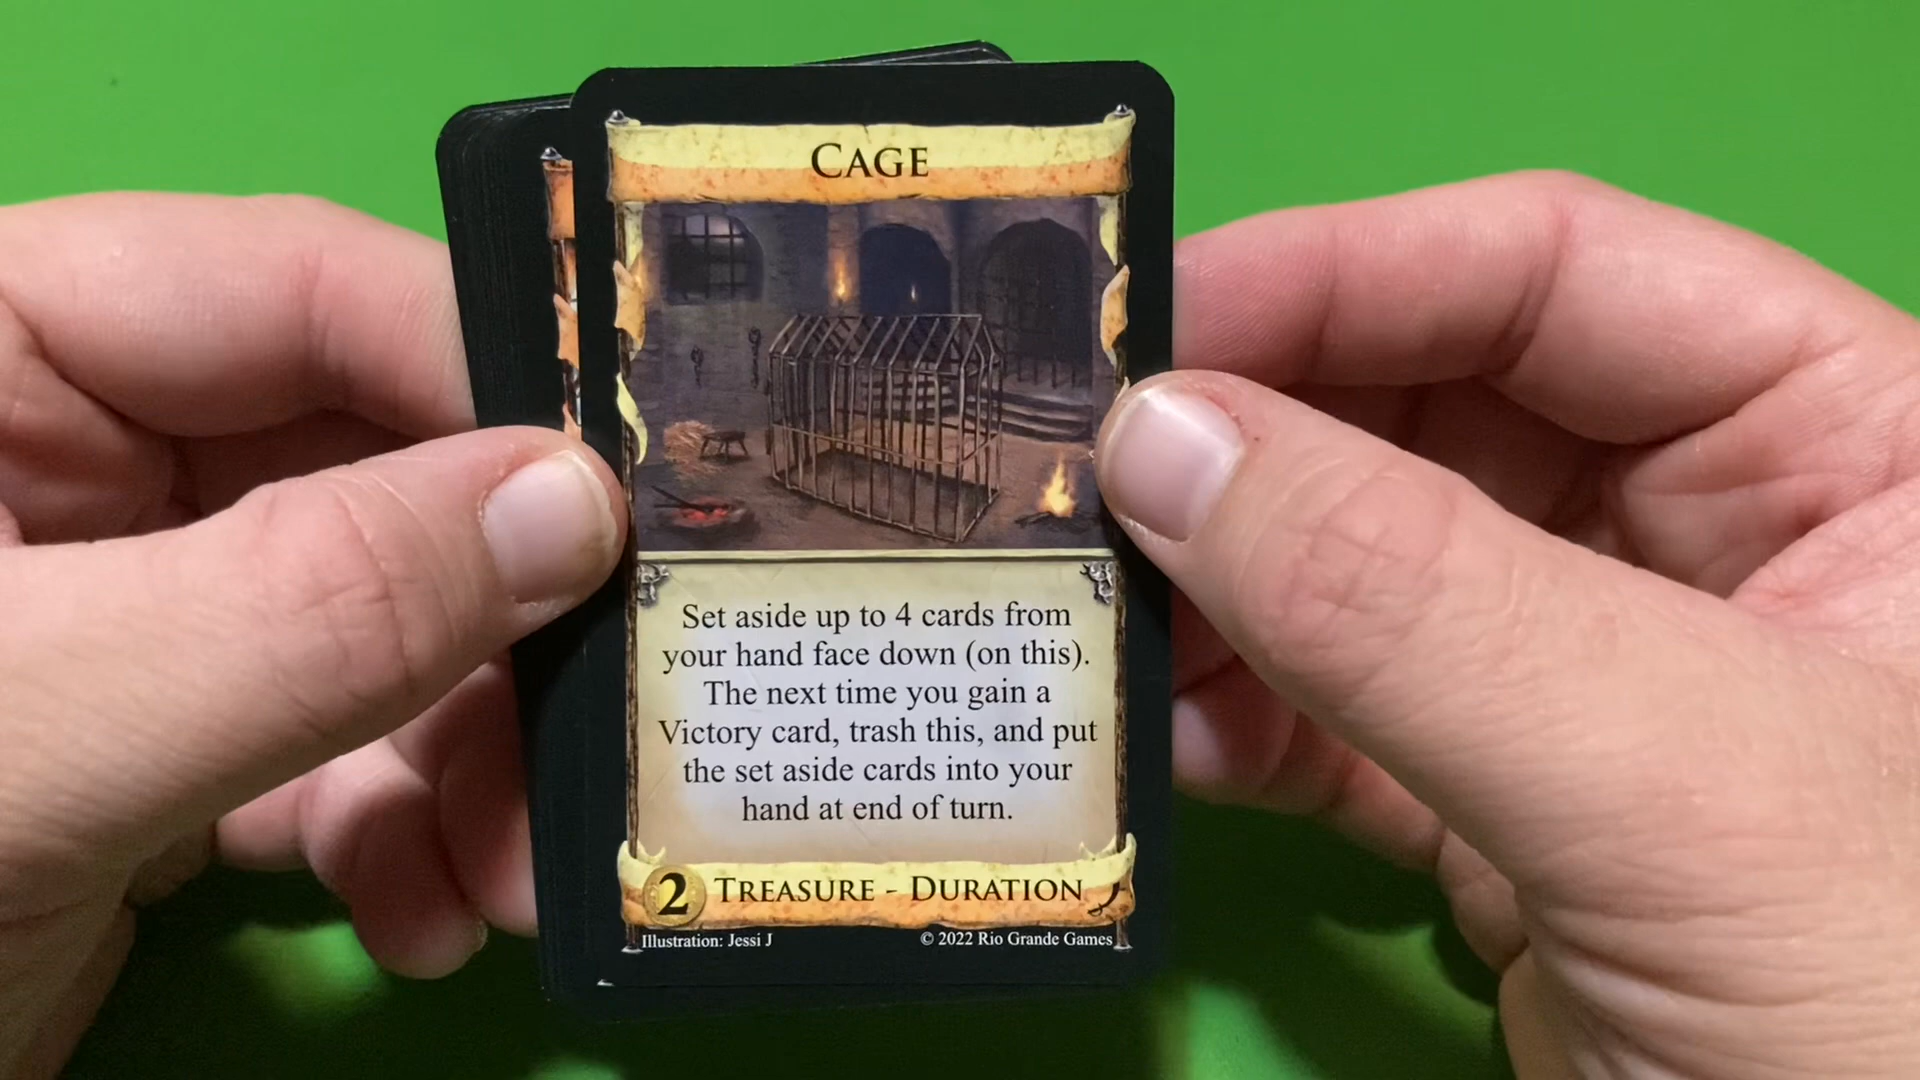 CAGE
Set aside up to 4 cards from
your hand face down (on this).
The next time you gain a
Victory card, trash this, and put
the set aside cards into your
hand at end of turn.
2 TREASURE - DURATION
Illustration: Jessi J © 2022 Rio Grande Games